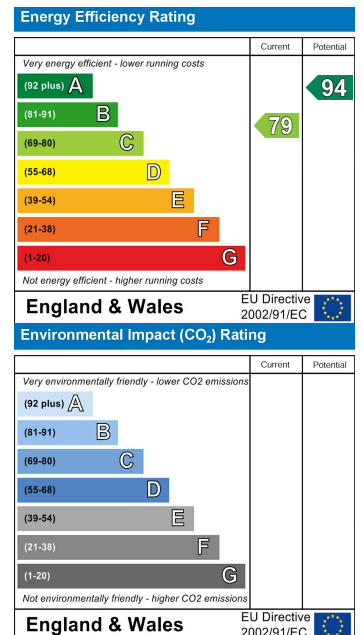 Energy Efficiency Rating
Current Potential
Very energy efficient - lower running costs
(92 plus) A
94
(81-91) B
79
(69-80) C
(55-68) D
(39-54) E
(21-38) F
(1-20) G
Not energy efficient - higher running costs
England & Wales EU Directive
2002/91/EC
Environmental Impact (CO₂) Rating
Current Potential
Very environmentally friendly - lower CO2 emissions
(92 plus) A
(81-91) B
(69-80) C
(55-68) D
(39-54) E
(21-38) F
(1-20) G
Not environmentally friendly - higher CO2 emissions
England & Wales EU Directive
2002/91/EC